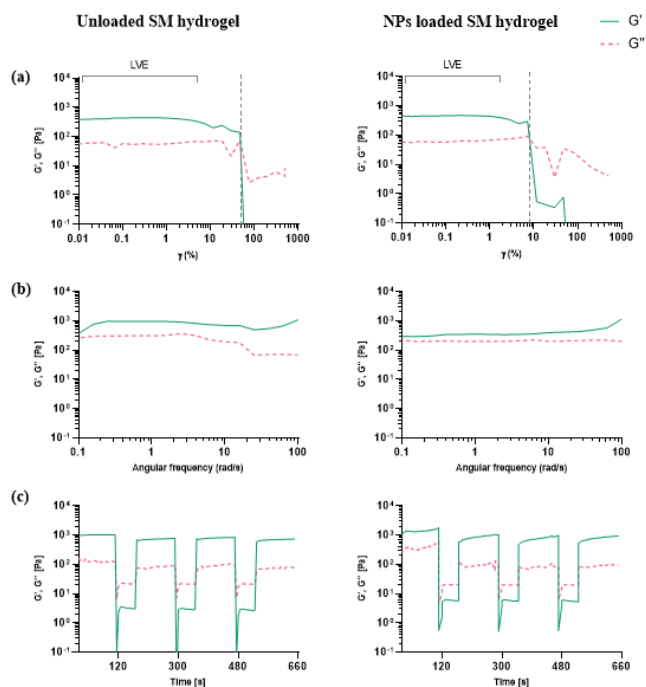 Unloaded SM hydrogel
NPs loaded SM hydrogel
G'
G''
(a)
LVE
G', G'' [Pa]
10⁴
10³
10²
10¹
10⁰
10⁻¹
0.01 0.1 1 10 100 1000
γ (%)
LVE
G', G'' [Pa]
10⁴
10³
10²
10¹
10⁰
10⁻¹
0.01 0.1 1 10 100 1000
γ (%)
(b)
G', G'' [Pa]
10⁴
10³
10²
10¹
10⁰
10⁻¹
0.1 1 10 100
Angular frequency (rad/s)
G', G'' [Pa]
10⁴
10³
10²
10¹
10⁰
10⁻¹
0.1 1 10 100
Angular frequency (rad/s)
(c)
G', G'' [Pa]
10⁴
10³
10²
10¹
10⁰
10⁻¹
120 300 480 660
Time [s]
G', G'' [Pa]
10⁴
10³
10²
10¹
10⁰
10⁻¹
120 300 480 660
Time [s]